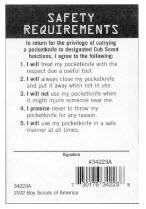 SAFETY
REQUIREMENTS
In return for the privilege of carrying
a pocketknife to designated Cub Scout
functions, I agree to the following:
1. I will treat my pocketknife with the
respect due a useful tool.
2. I will always close my pocketknife
and put it away when not in use.
3. I will not use my pocketknife when
it might injure someone near me.
4. I promise never to throw my
pocketknife for any reason.
5. I will use my pocketknife in a safe
manner at all times.
Signature
#34223A
34223A
7 30176 34223 8
2002 Boy Scouts of America